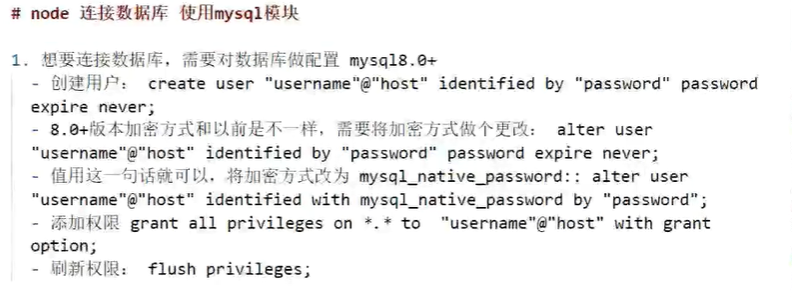 # node 连接数据库 使用mysql模块
1. 想要连接数据库，需要对数据库做配置 mysql8.0+
- 创建用户： create user "username"@"host" identified by "password" password
expire never;
- 8.0+版本加密方式和以前是不一样，需要将加密方式做个更改： alter user
"username"@"host" identified by "password" password expire never;
- 值用这一句话就可以，将加密方式改为 mysql_native_password:: alter user
"username"@"host" identified with mysql_native_password by "password";
- 添加权限 grant all privileges on *.* to "username"@"host" with grant
option;
- 刷新权限： flush privileges;